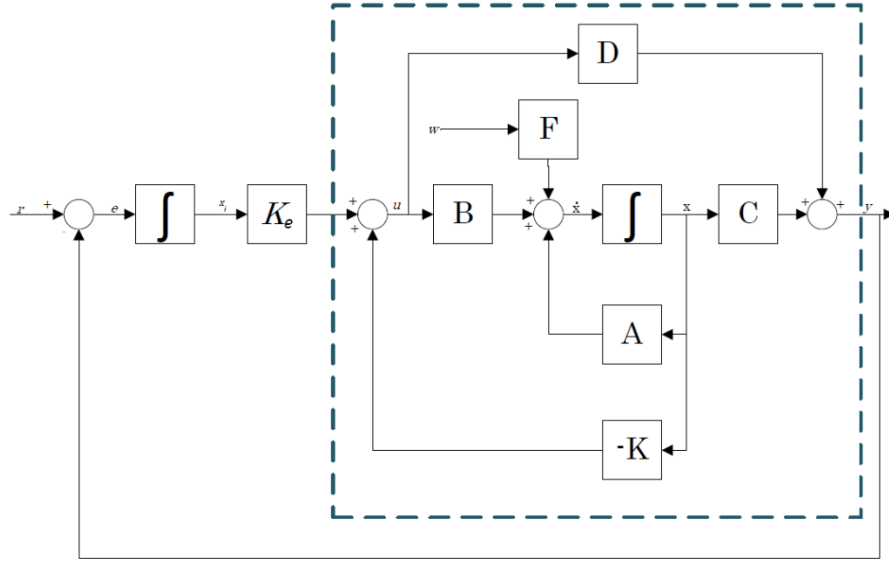 D
w
F
r + e ∫ x_i K_e + + u B + + ẋ ∫ x C + + y
A
-K